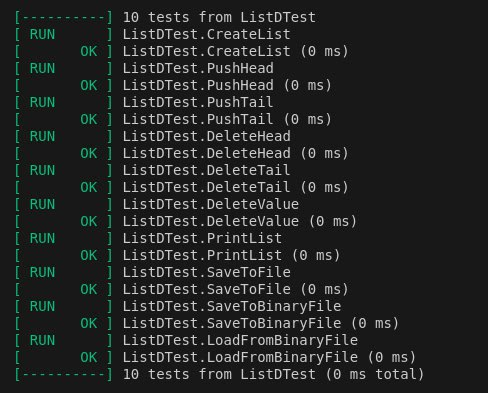 [----------] 10 tests from ListDTest
[ RUN      ] ListDTest.CreateList
[       OK ] ListDTest.CreateList (0 ms)
[ RUN      ] ListDTest.PushHead
[       OK ] ListDTest.PushHead (0 ms)
[ RUN      ] ListDTest.PushTail
[       OK ] ListDTest.PushTail (0 ms)
[ RUN      ] ListDTest.DeleteHead
[       OK ] ListDTest.DeleteHead (0 ms)
[ RUN      ] ListDTest.DeleteTail
[       OK ] ListDTest.DeleteTail (0 ms)
[ RUN      ] ListDTest.DeleteValue
[       OK ] ListDTest.DeleteValue (0 ms)
[ RUN      ] ListDTest.PrintList
[       OK ] ListDTest.PrintList (0 ms)
[ RUN      ] ListDTest.SaveToFile
[       OK ] ListDTest.SaveToFile (0 ms)
[ RUN      ] ListDTest.SaveToBinaryFile
[       OK ] ListDTest.SaveToBinaryFile (0 ms)
[ RUN      ] ListDTest.LoadFromBinaryFile
[       OK ] ListDTest.LoadFromBinaryFile (0 ms)
[----------] 10 tests from ListDTest (0 ms total)